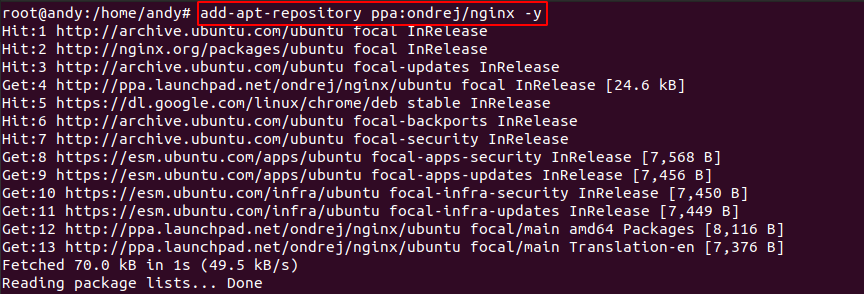 root@andy:/home/andy# add-apt-repository ppa:ondrej/nginx -y
Hit:1 http://archive.ubuntu.com/ubuntu focal InRelease
Hit:2 http://nginx.org/packages/ubuntu focal InRelease
Hit:3 http://archive.ubuntu.com/ubuntu focal-updates InRelease
Get:4 http://ppa.launchpad.net/ondrej/nginx/ubuntu focal InRelease [24.6 kB]
Hit:5 https://dl.google.com/linux/chrome/deb stable InRelease
Hit:6 http://archive.ubuntu.com/ubuntu focal-backports InRelease
Hit:7 http://archive.ubuntu.com/ubuntu focal-security InRelease
Get:8 https://esm.ubuntu.com/apps/ubuntu focal-apps-security InRelease [7,568 B]
Get:9 https://esm.ubuntu.com/apps/ubuntu focal-apps-updates InRelease [7,456 B]
Get:10 https://esm.ubuntu.com/infra/ubuntu focal-infra-security InRelease [7,450 B]
Get:11 https://esm.ubuntu.com/infra/ubuntu focal-infra-updates InRelease [7,449 B]
Get:12 http://ppa.launchpad.net/ondrej/nginx/ubuntu focal/main amd64 Packages [8,116 B]
Get:13 http://ppa.launchpad.net/ondrej/nginx/ubuntu focal/main Translation-en [7,376 B]
Fetched 70.0 kB in 1s (49.5 kB/s)
Reading package lists... Done